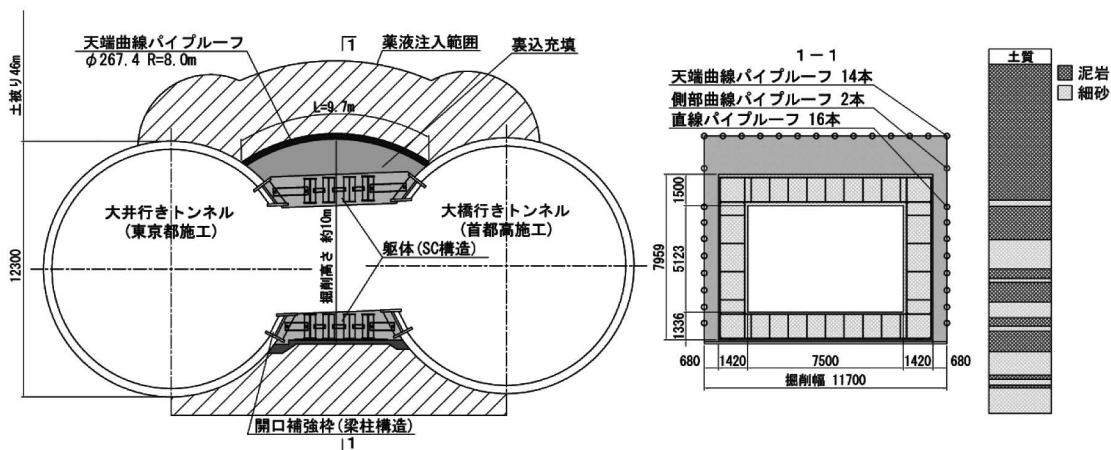 天端曲線パイプルーフ
φ267.4 R=8.0m
1
薬液注入範囲
裏込充填
土被り46m
L=9.7m
大井行きトンネル
(東京都施工)
大橋行きトンネル
(首都高施工)
12300
掘削高さ 約10m
躯体(SC構造)
開口補強枠(梁柱構造)
1
1-1
天端曲線パイプルーフ 14本
側部曲線パイプルーフ 2本
直線パイプルーフ 16本
7959
1500
5123
1336
680
1420
7500
1420
680
掘削幅 11700
土質
泥岩
細砂